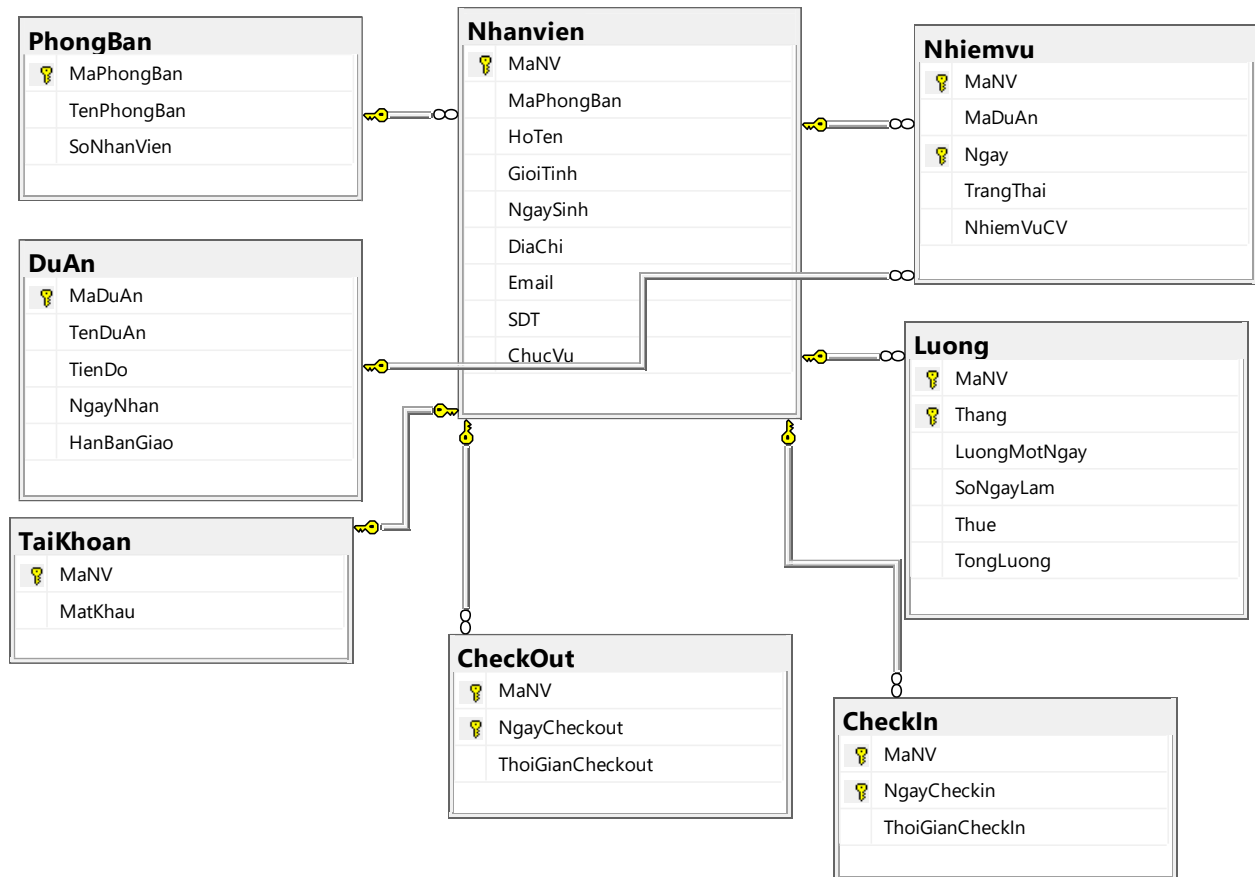 PhongBan
MaPhongBan
TenPhongBan
SoNhanVien
Nhanvien
MaNV
MaPhongBan
HoTen
GioiTinh
NgaySinh
DiaChi
Email
SDT
ChucVu
Nhiemvu
MaNV
MaDuAn
Ngay
TrangThai
NhiemVuCV
DuAn
MaDuAn
TenDuAn
TienDo
NgayNhan
HanBanGiao
Luong
MaNV
Thang
LuongMotNgay
SoNgayLam
Thue
TongLuong
TaiKhoan
MaNV
MatKhau
CheckOut
MaNV
NgayCheckout
ThoiGianCheckout
CheckIn
MaNV
NgayCheckin
ThoiGianCheckIn